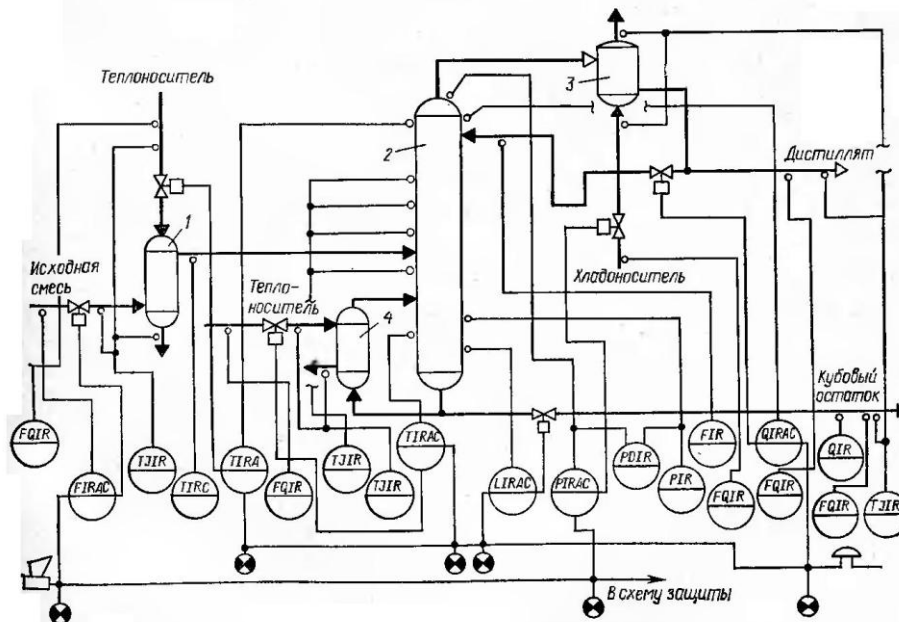 Теплоноситель
3
2
Дистиллят
1
Исходная
смесь
Тепло-
носитель
Хладоноситель
4
Кубовый
остаток
FQIR
FIRAC
TJIR
TIRC
TIRA
FQIR
TJIR
TJIR
TIRAC
LIRAC
PIRAC
PDIR
PIR
FIR
FQIR
QIRAC
FQIR
QIR
FQIR
TJIR
В схему защиты